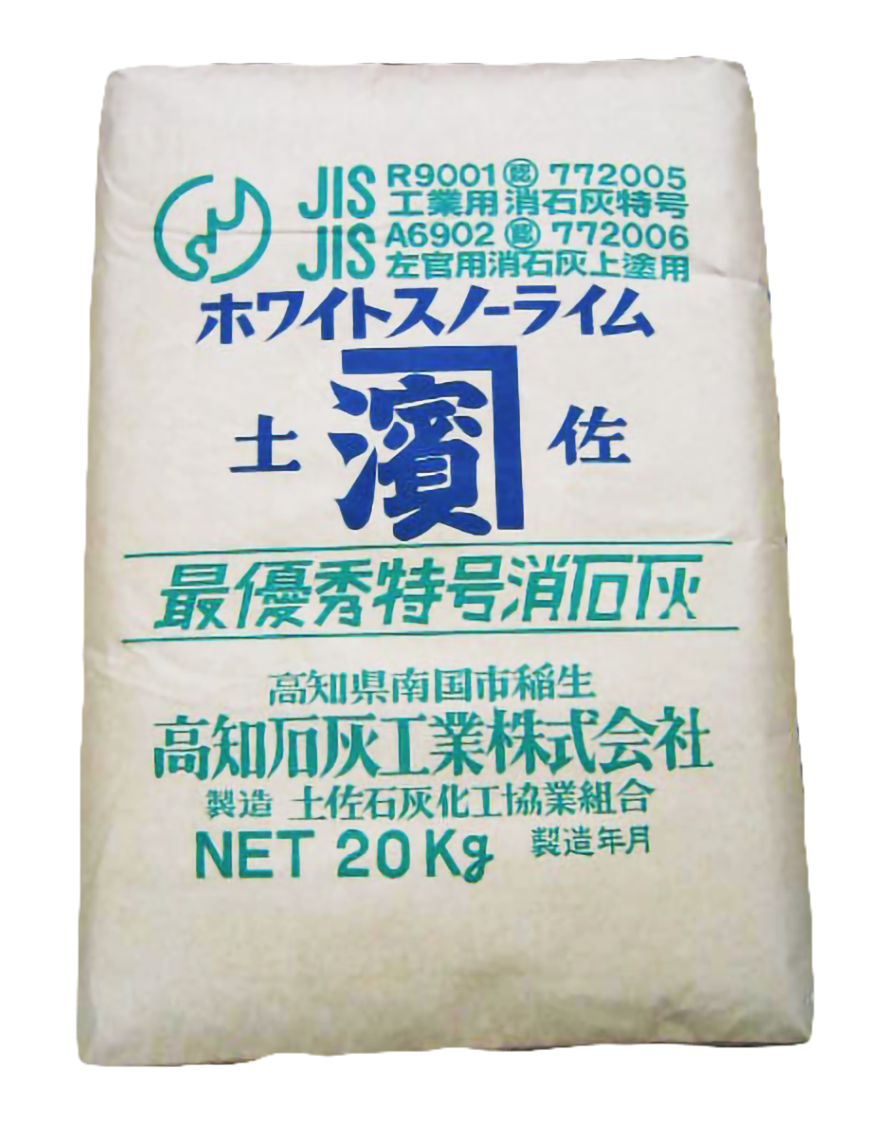 JIS R9001 ㊩ 772005
工業用 消石灰特号
JIS A6902 772006
左官用消石灰上塗用
ホワイトスノーライム
土 濱 佐
最優秀特号消石灰
高知県南国市稲生
高知石灰工業株式会社
製造 土佐石灰化工協業組合
NET 20Kg 製造年月